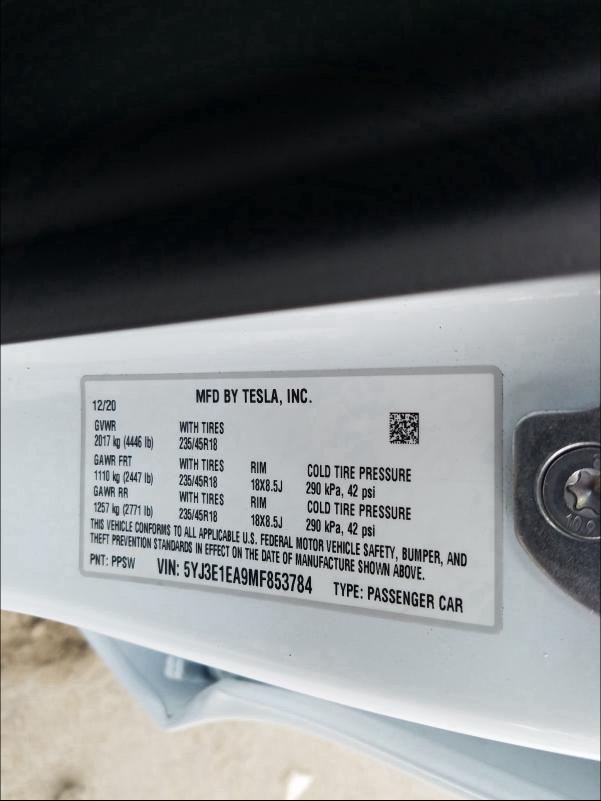 MFD BY TESLA, INC.
12/20
GVWR WITH TIRES
2017 kg (4446 lb) 235/45R18
GAWR FRT WITH TIRES RIM COLD TIRE PRESSURE
1110 kg (2447 lb) 235/45R18 18X8.5J 290 kPa, 42 psi
GAWR RR WITH TIRES RIM COLD TIRE PRESSURE
1257 kg (2771 lb) 235/45R18 18X8.5J 290 kPa, 42 psi
THIS VEHICLE CONFORMS TO ALL APPLICABLE U.S. FEDERAL MOTOR VEHICLE SAFETY, BUMPER, AND
THEFT PREVENTION STANDARDS IN EFFECT ON THE DATE OF MANUFACTURE SHOWN ABOVE.
PNT: PPSW VIN: 5YJ3E1EA9MF853784 TYPE: PASSENGER CAR
10.9